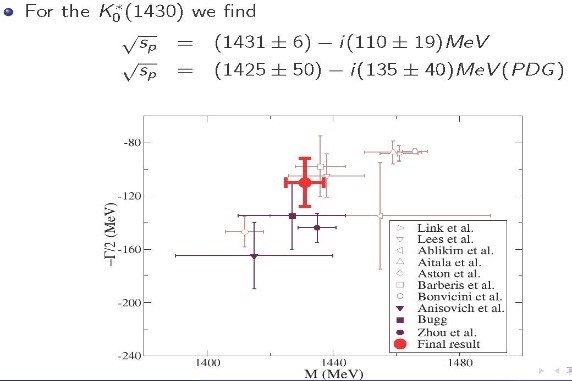 For the K₀*(1430) we find
√s_p = (1431 ± 6) − i(110 ± 19)MeV
√s_p = (1425 ± 50) − i(135 ± 40)MeV(PDG)
-80
-120
-160
-200
-240
−Γ/2 (MeV)
Link et al.
Lees et al.
Ablikim et al.
Aitala et al.
Aston et al.
Barberis et al.
Bonvicini et al.
Anisovich et al.
Bugg
Zhou et al.
Final result
1400 1440 1480
M (MeV)